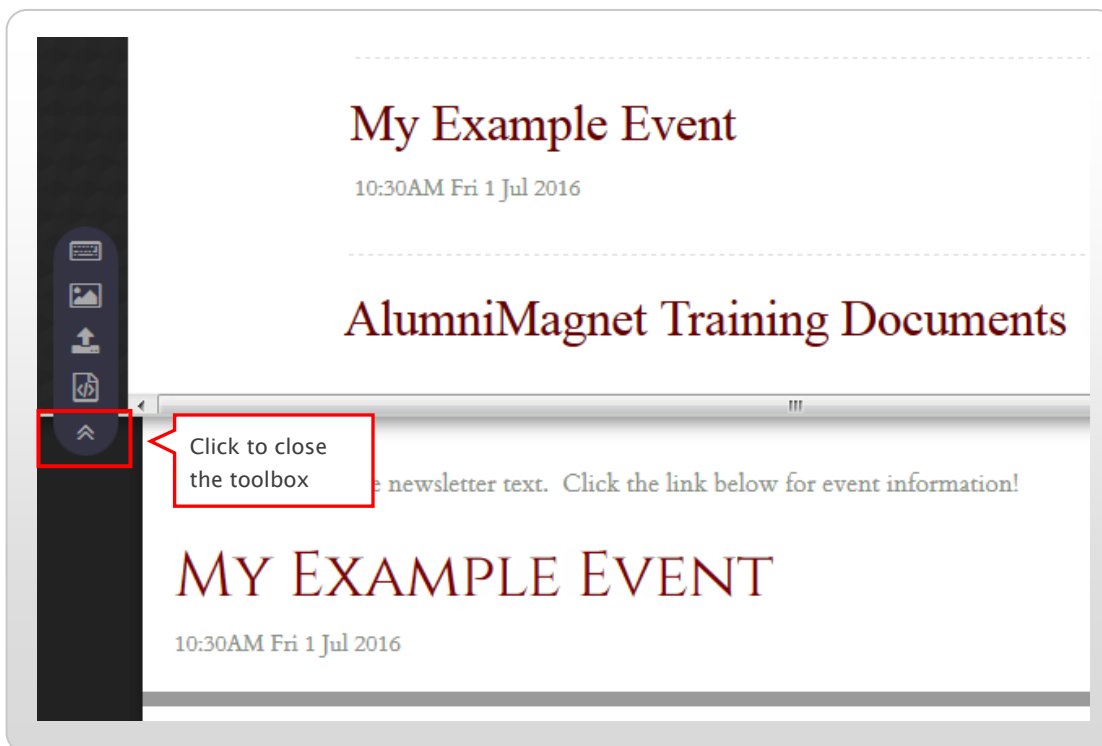 My Example Event
10:30AM Fri 1 Jul 2016
AlumniMagnet Training Documents
Click to close
the toolbox
newsletter text. Click the link below for event information!
MY EXAMPLE EVENT
10:30AM Fri 1 Jul 2016